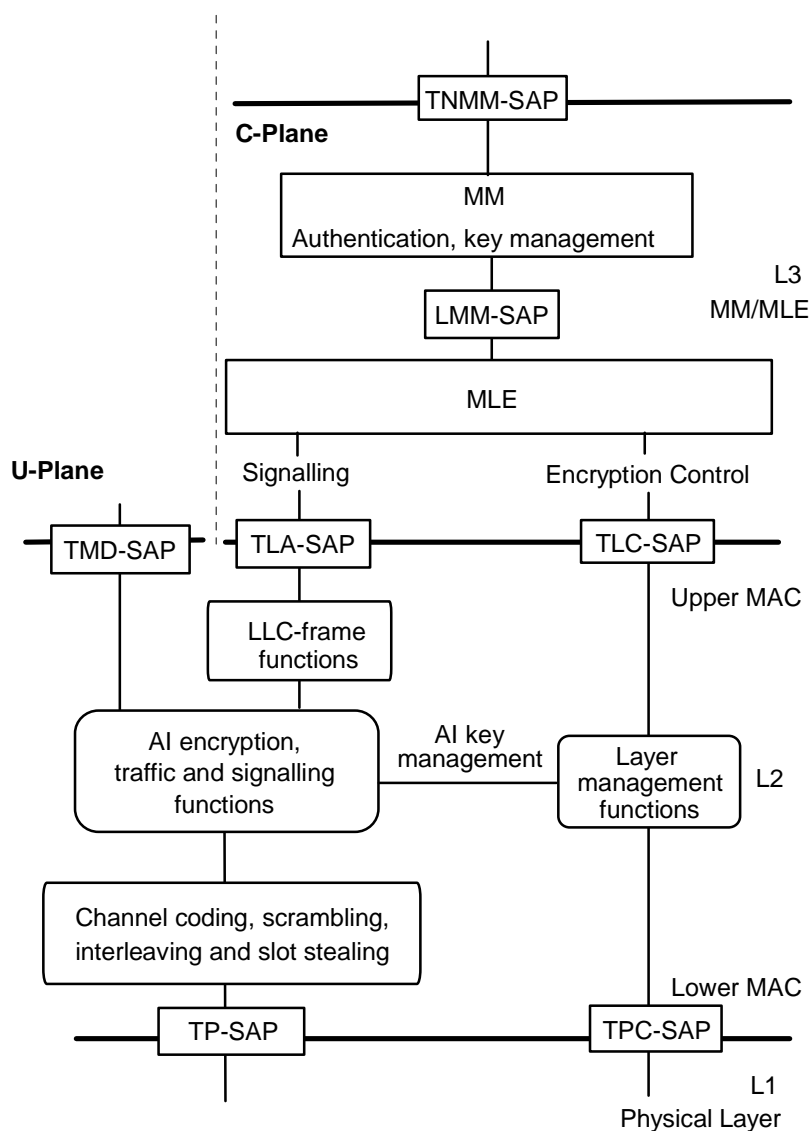 TNMM-SAP
C-Plane
MM
Authentication, key management
L3
MM/MLE
LMM-SAP
MLE
U-Plane
Signalling
Encryption Control
TMD-SAP
TLA-SAP
TLC-SAP
Upper MAC
LLC-frame
functions
AI encryption,
traffic and signalling
functions
AI key
management
Layer
management
functions
L2
Channel coding, scrambling,
interleaving and slot stealing
Lower MAC
TP-SAP
TPC-SAP
L1
Physical Layer